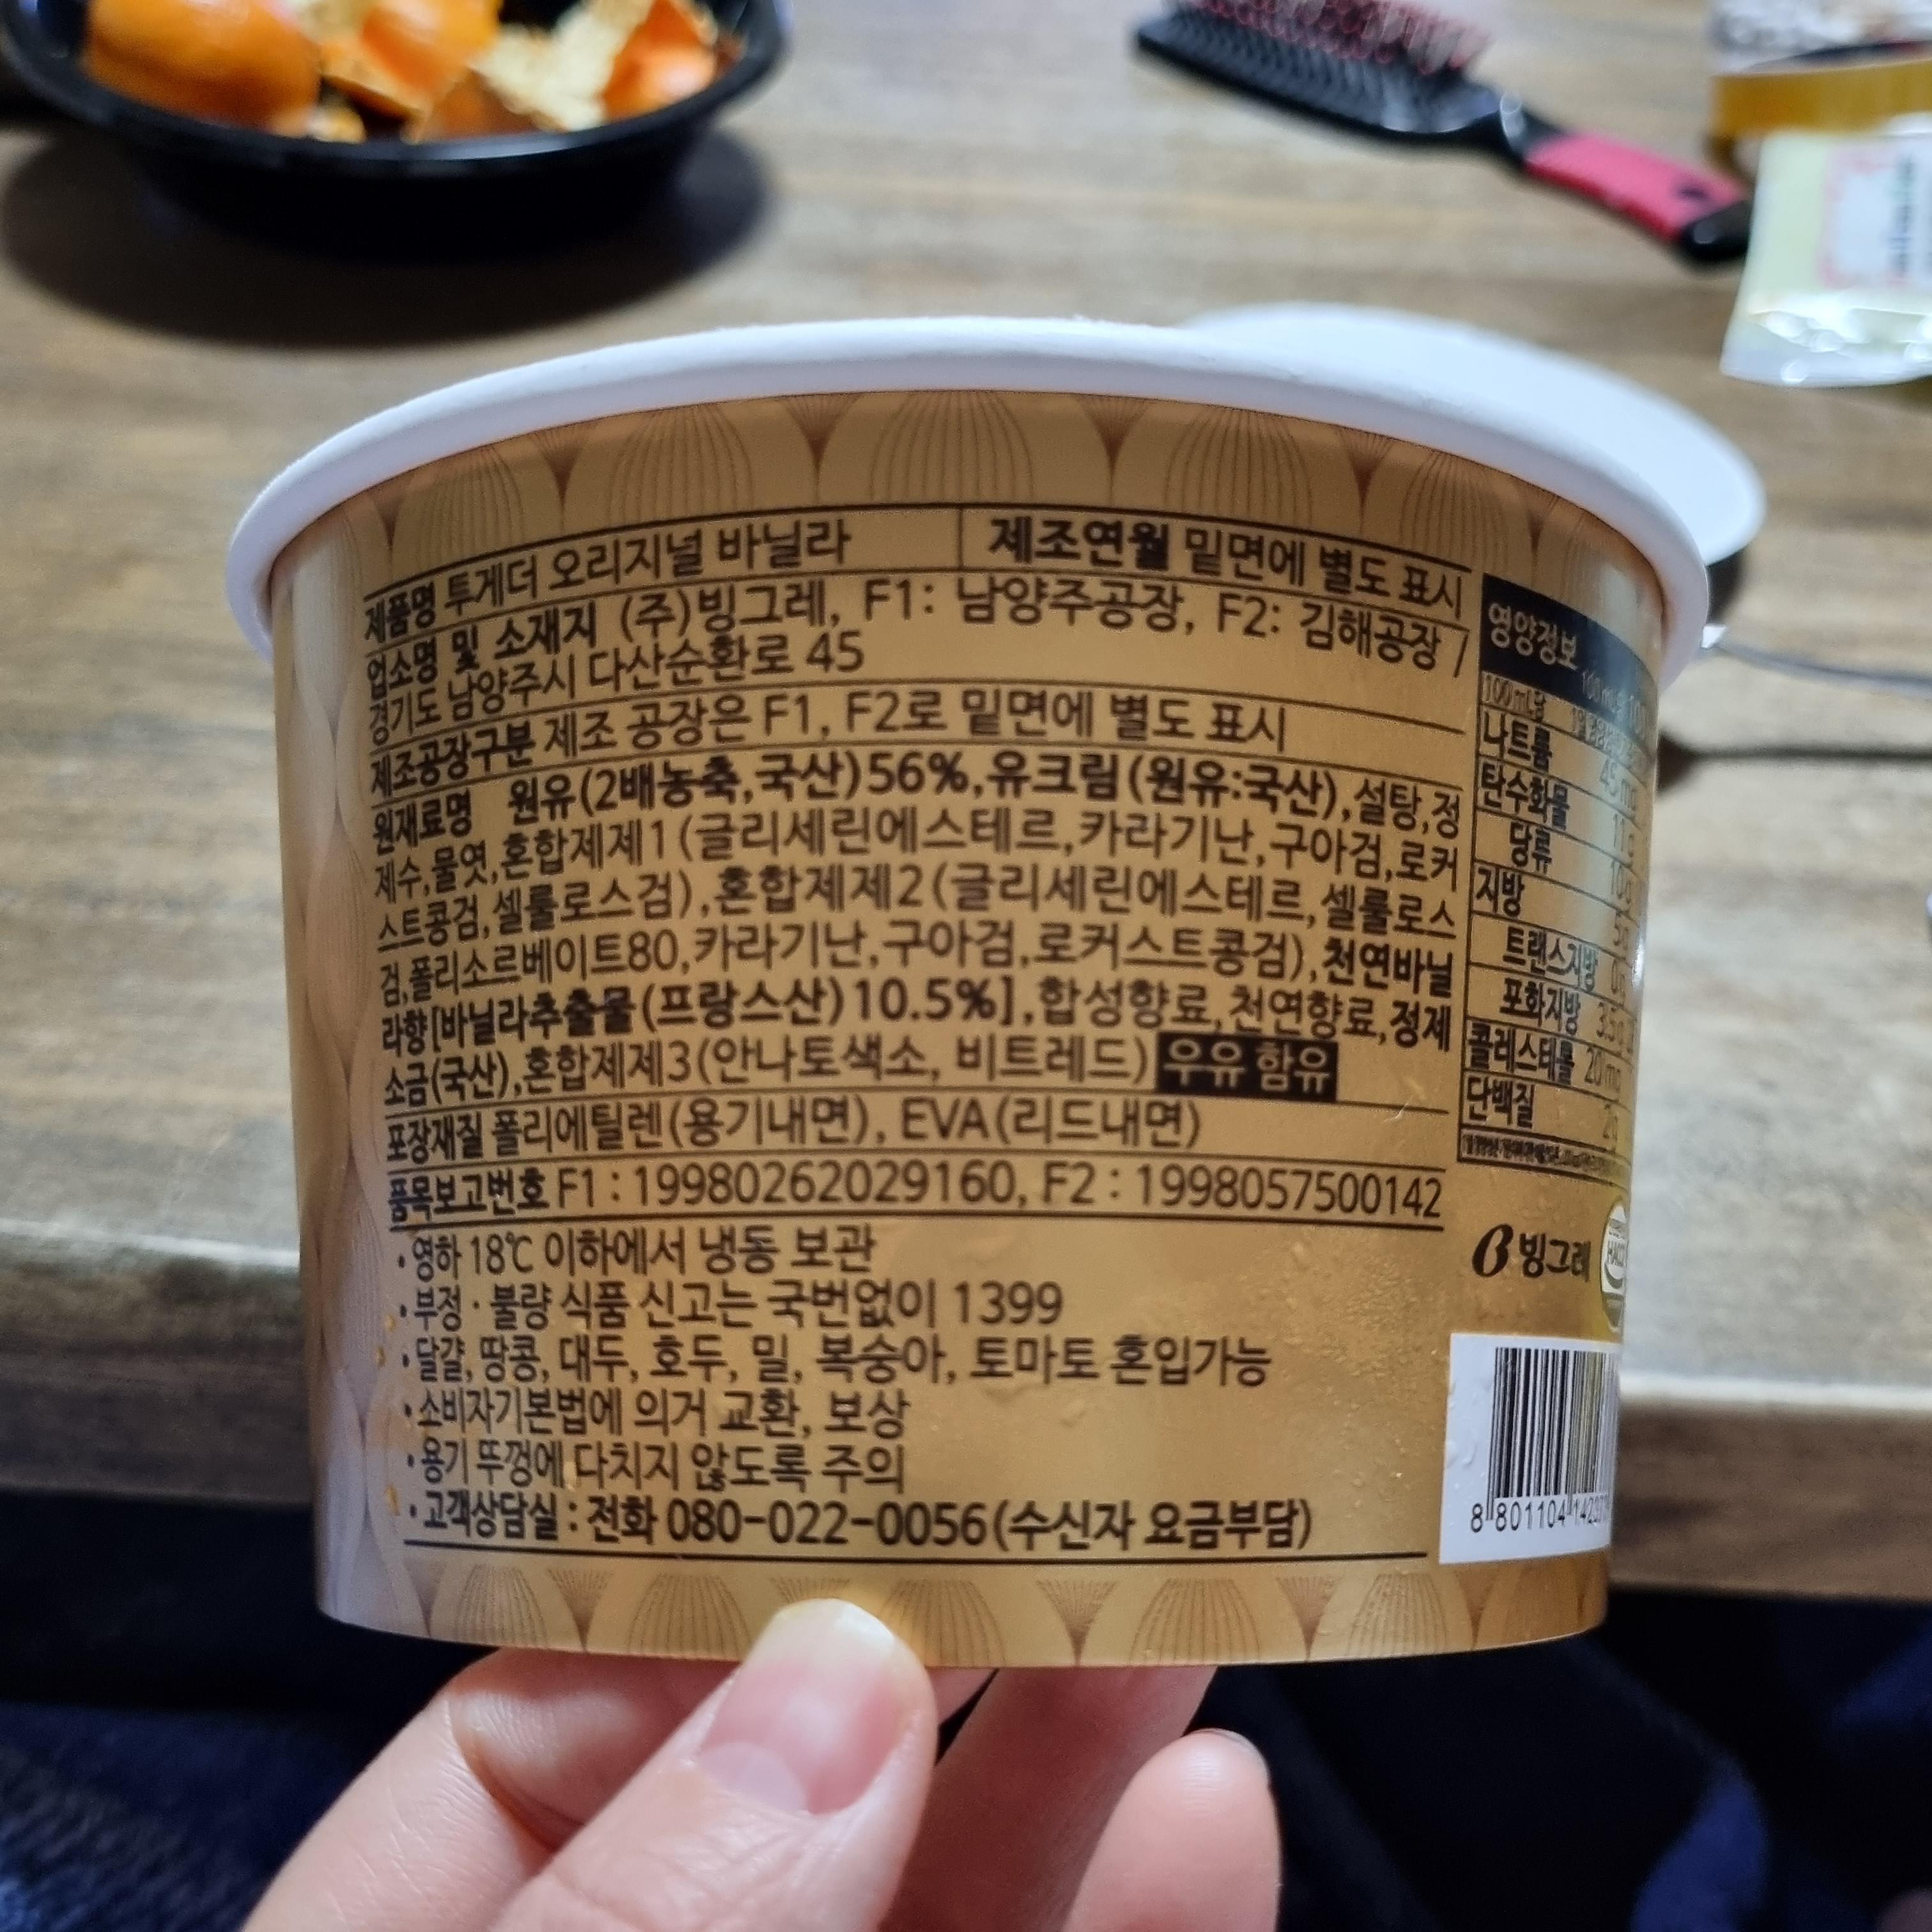 제품명 투게더 오리지널 바닐라
제조연월 밑면에 별도 표시
업소명 및 소재지 (주)빙그레, F1: 남양주공장, F2: 김해공장 /
경기도 남양주시 다산순환로 45
제조공장구분 제조 공장은 F1, F2로 밑면에 별도 표시
원재료명 원유(2배농축,국산)56%,유크림(원유:국산),설탕,정
제수,물엿,혼합제제1(글리세린에스테르,카라기난,구아검,로커
스트콩검,셀룰로스검),혼합제제2(글리세린에스테르,셀룰로스
검,폴리소르베이트80,카라기난,구아검,로커스트콩검),천연바닐
라향[바닐라추출물(프랑스산)10.5%],합성향료,천연향료,정제
소금(국산),혼합제제3(안나토색소, 비트레드) 우유 함유
포장재질 폴리에틸렌(용기내면), EVA(리드내면)
품목보고번호 F1 : 19980262029160, F2 : 1998057500142
· 영하 18℃ 이하에서 냉동 보관
· 부정 · 불량 식품 신고는 국번없이 1399
· 달걀, 땅콩, 대두, 호두, 밀, 복숭아, 토마토 혼입가능
· 소비자기본법에 의거 교환, 보상
· 용기 뚜껑에 다치지 않도록 주의
· 고객상담실 : 전화 080-022-0056(수신자 요금부담)
영양정보
100mL당
나트륨 45mg
탄수화물 11g
당류 10g
지방
트랜스지방
포화지방 3.5g
콜레스테롤 20mg
단백질 2g
빙그레
HACCP
8 801104